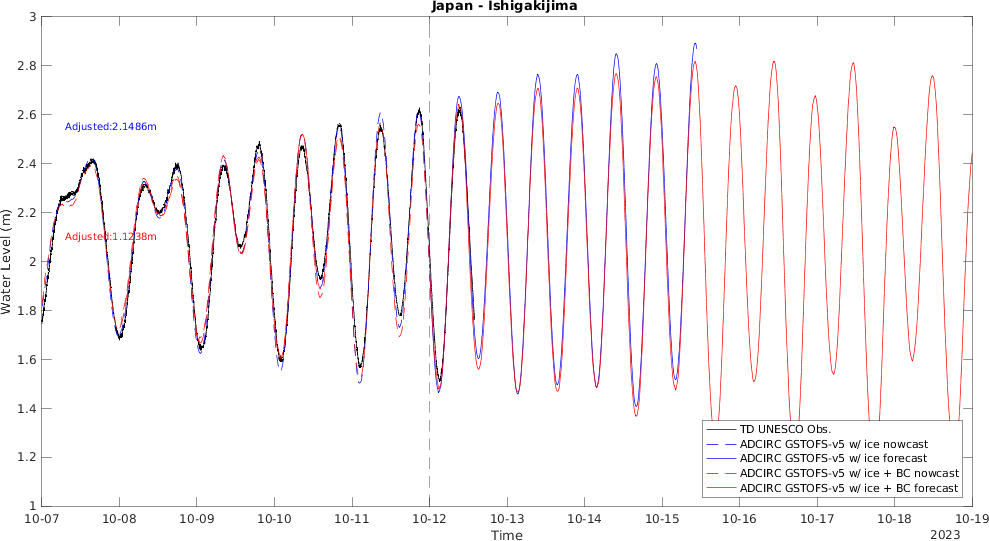 Japan - Ishigakijima
3
2.8
2.6
2.4
2.2
2
1.8
1.6
1.4
1.2
1
Water Level (m)
Adjusted:2.1486m
Adjusted:1.1238m
TD UNESCO Obs.
ADCIRC GSTOFS-v5 w/ ice nowcast
ADCIRC GSTOFS-v5 w/ ice forecast
ADCIRC GSTOFS-v5 w/ ice + BC nowcast
ADCIRC GSTOFS-v5 w/ ice + BC forecast
10-07 10-08 10-09 10-10 10-11 10-12 10-13 10-14 10-15 10-16 10-17 10-18 10-19
Time
2023